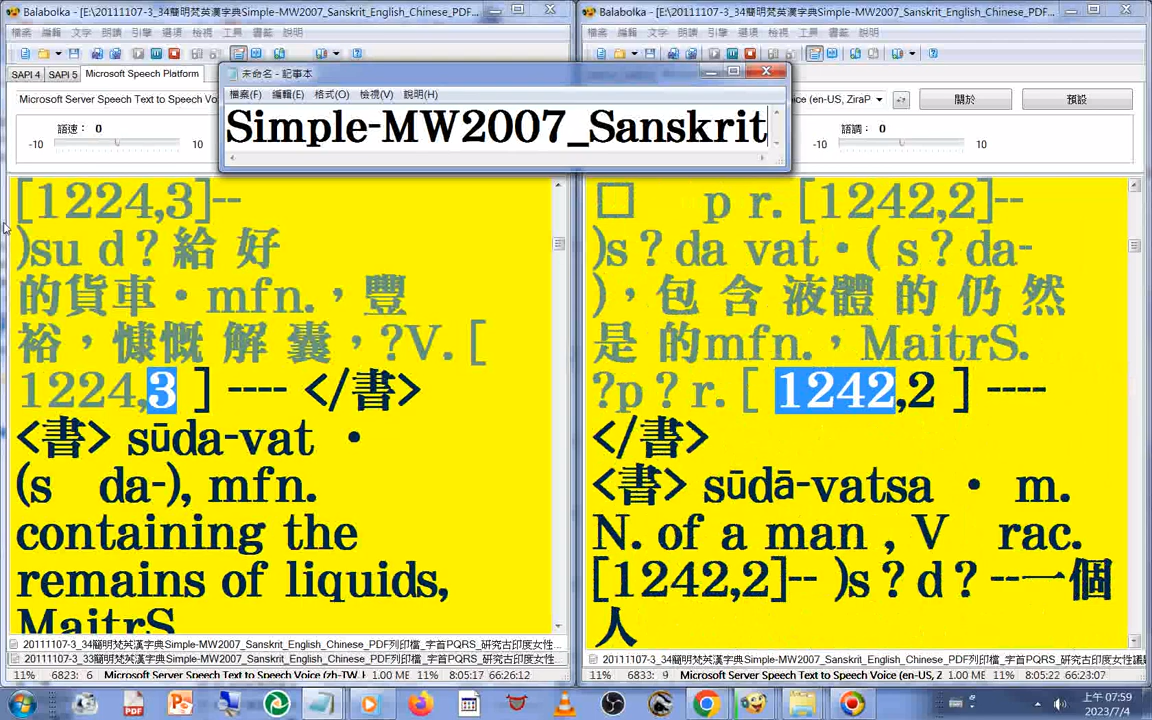 Balabolka - [E:\20111107-3_34簡明梵英漢字典Simple-MW2007_Sanskrit_English_Chinese_PDF...
檔案 編輯 文字 朗讀 引擎 選項 檢視 工具 書籤 說明
SAPI 4 SAPI 5 Microsoft Speech Platform
Microsoft Server Speech Text to Speech Vo
語速： 0
-10 10
未命名 - 記事本
檔案(F) 編輯(E) 格式(O) 檢視(V) 說明(H)
Simple-MW2007_Sanskrit
[1224,3]--
)su d？給 好
的貨車・mfn.，豐
裕，慷慨 解 囊，?V. [
1224,3 ] ---- </書>
<書> sūda-vat ・
(s da-), mfn.
containing the
remains of liquids,
MaitrS
20111107-3_34簡明梵英漢字典Simple-MW2007_Sanskrit_English_Chinese_PDF列印檔_字首PQRS_研究古印度女性...
20111107-3_33簡明梵英漢字典Simple-MW2007_Sanskrit_English_Chinese_PDF列印檔_字首PQRS_研究古印度女性...
11% 6823: 6 Microsoft Server Speech Text to Speech Voice (zh-TW, 1.00 ME 11% 8:05:17 66:26:12
Balabolka - [E:\20111107-3_34簡明梵英漢字典Simple-MW2007_Sanskrit_English_Chinese_PDF...
檔案 編輯 文字 朗讀 引擎 選項 檢視 工具 書籤 說明
ice (en-US, ZiraP -?- 關於 預設
語調： 0
-10 10
□ p r. [1242,2]--
)s？da vat・( s？da-
)，包 含 液體 的 仍 然
是 的mfn.，MaitrS.
?p？r. [ 1242,2 ] ----
</書>
<書> sūdā-vatsa ・ m.
N. of a man , V rac.
[1242,2]-- )s？d？--一個
人
20111107-3_34簡明梵英漢字典Simple-MW2007_Sanskrit_English_Chinese_PDF列印檔_字首PQRS_研究古印度女性議
11% 6833: 9 Microsoft Server Speech Text to Speech Voice (en-US, Z 1.00 ME 11% 8:05:17 66:23:07
上午 07:59
2023/7/4